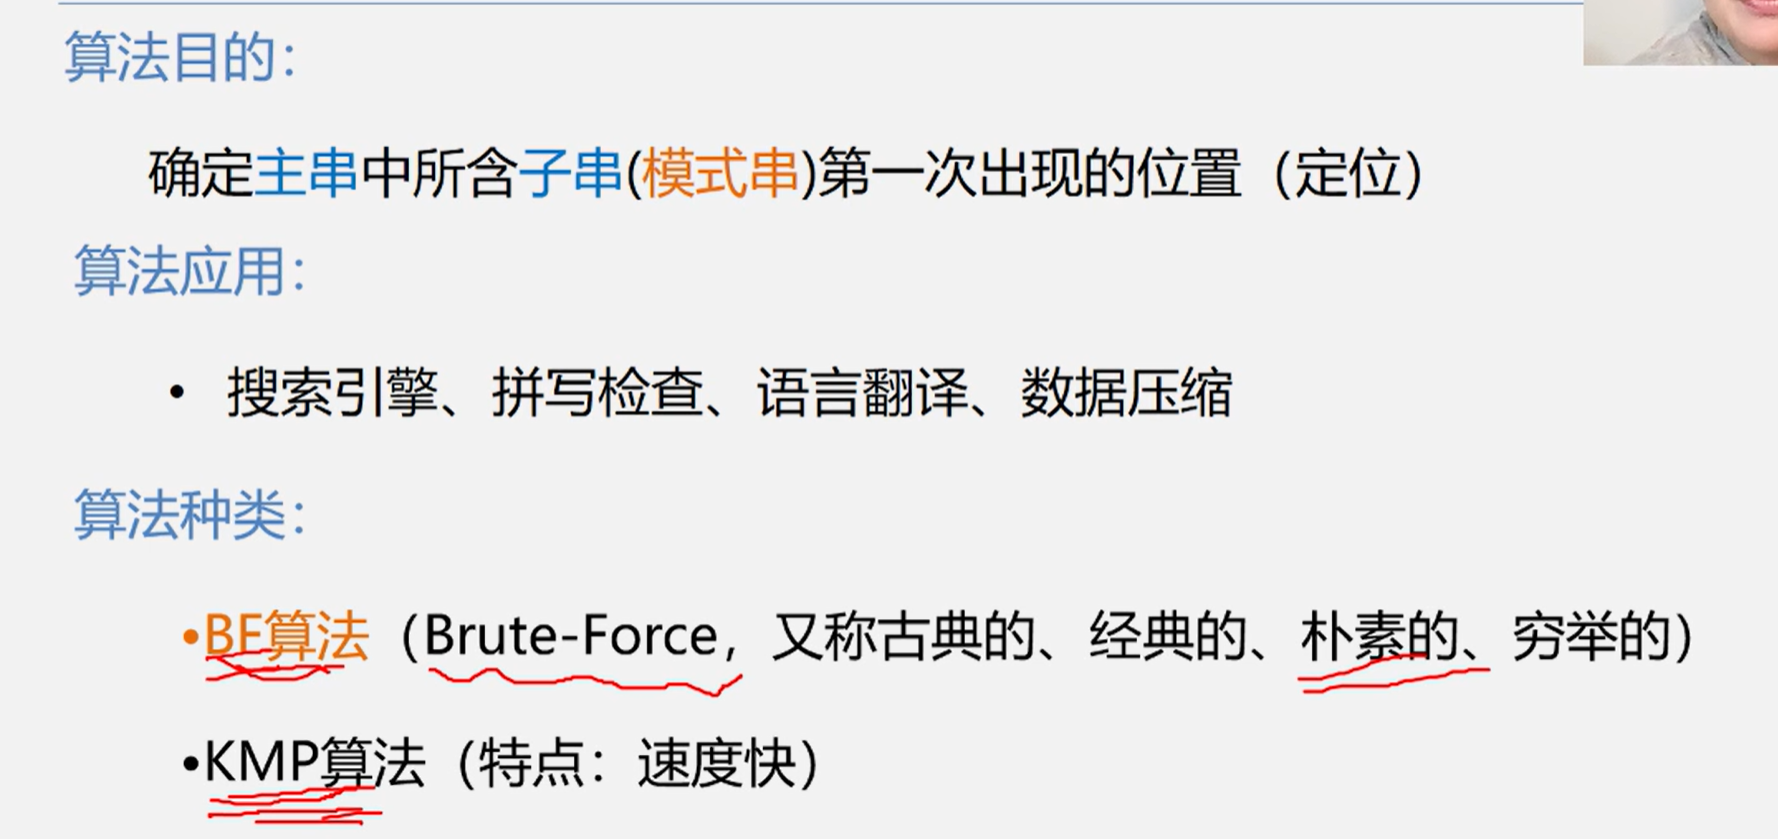 算法目的：
确定主串中所含子串(模式串)第一次出现的位置（定位）
算法应用：
• 搜索引擎、拼写检查、语言翻译、数据压缩
算法种类：
•BF算法（Brute-Force，又称古典的、经典的、朴素的、穷举的）
•KMP算法（特点：速度快）